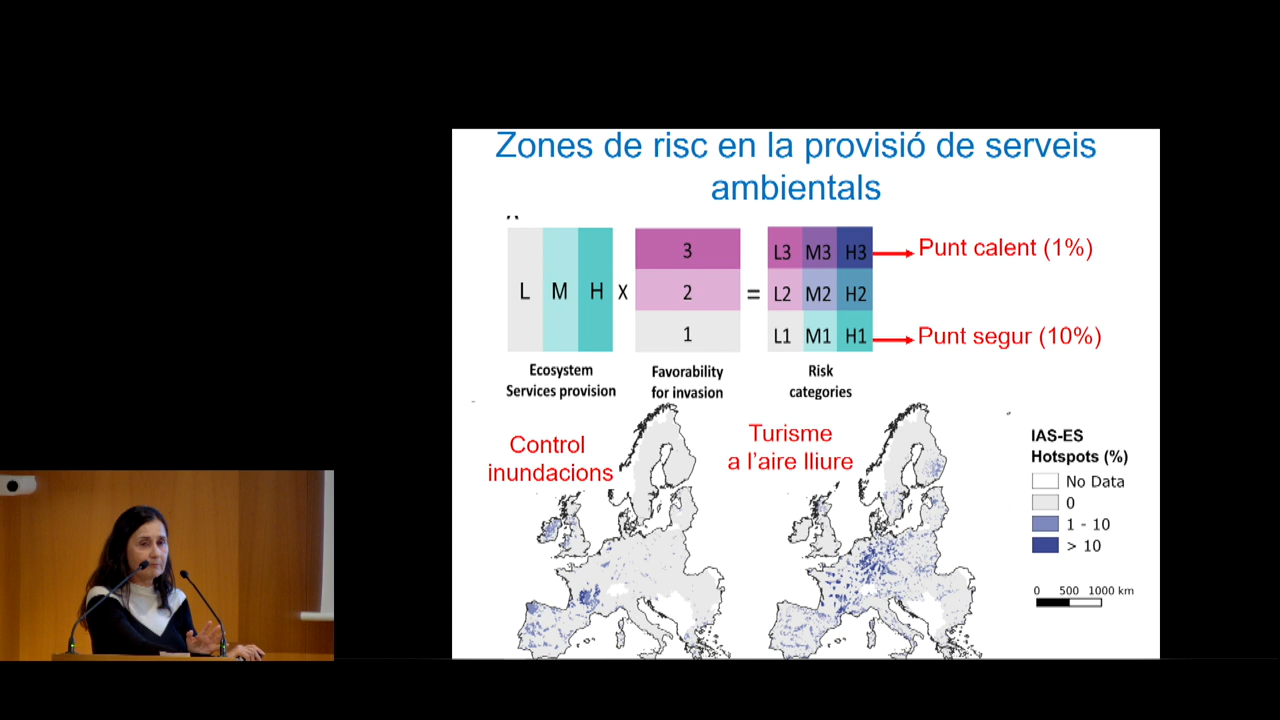 Zones de risc en la provisió de serveis
ambientals
L M H x 3 = L3 M3 H3 Punt calent (1%)
2 L2 M2 H2
1 L1 M1 H1 Punt segur (10%)
Ecosystem
Services provision
Favorability
for invasion
Risk
categories
Control
inundacions
Turisme
a l'aire lliure
IAS-ES
Hotspots (%)
No Data
0
1 - 10
> 10
0 500 1000 km